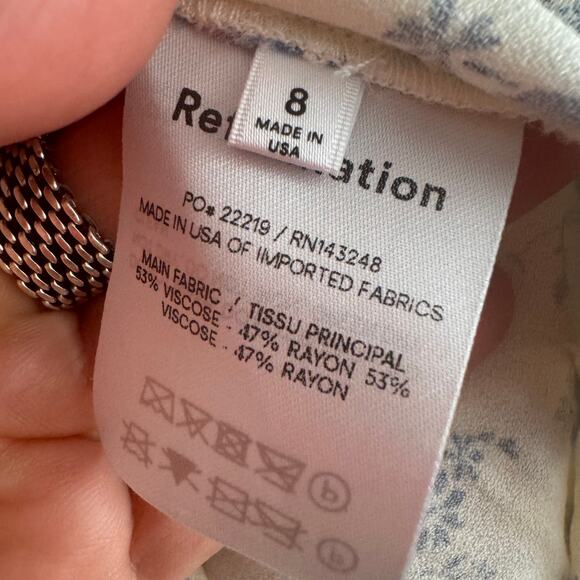 8
MADE IN
USA
Ref
ation
PO# 22219 / RN143248
MADE IN USA OF IMPORTED FABRICS
MAIN FABRIC / TISSU PRINCIPAL
53% VISCOSE - 47% RAYON 53%
VISCOSE - 47% RAYON